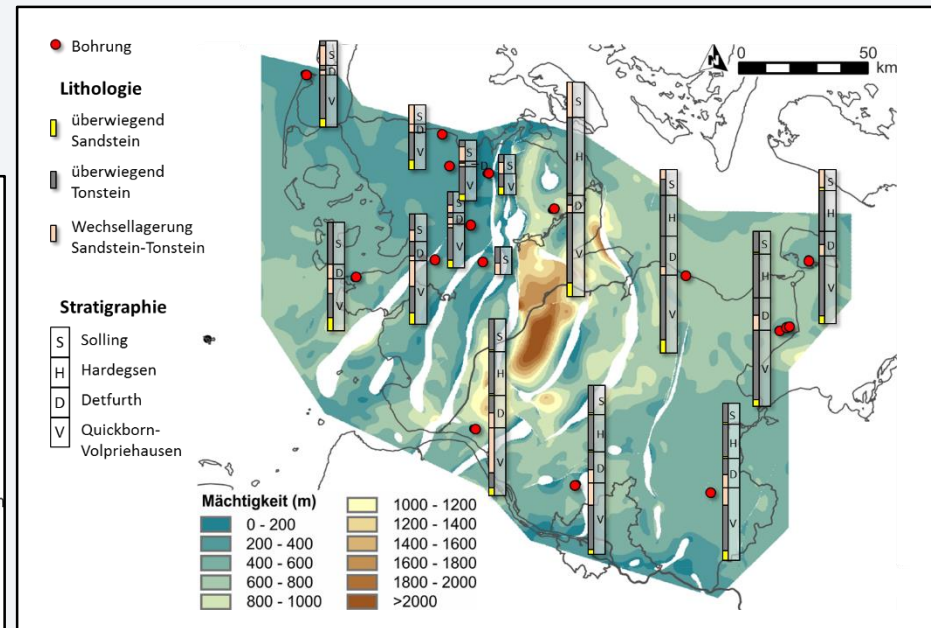 Bohrung
Lithologie
überwiegend
Sandstein
überwiegend
Tonstein
Wechsellagerung
Sandstein-Tonstein
Stratigraphie
S Solling
H Hardegsen
D Detfurth
V Quickborn-
Volpriehausen
N
0 50
km
S
D
V
S
D
V
S
D
V
S
V
S
D
V
S
D
V
S
D
V
S
S
H
D
V
S
H
D
V
S
H
D
V
S
H
D
V
S
H
D
V
S
H
D
V
S
H
D
V
Mächtigkeit (m)
0 - 200
200 - 400
400 - 600
600 - 800
800 - 1000
1000 - 1200
1200 - 1400
1400 - 1600
1600 - 1800
1800 - 2000
>2000